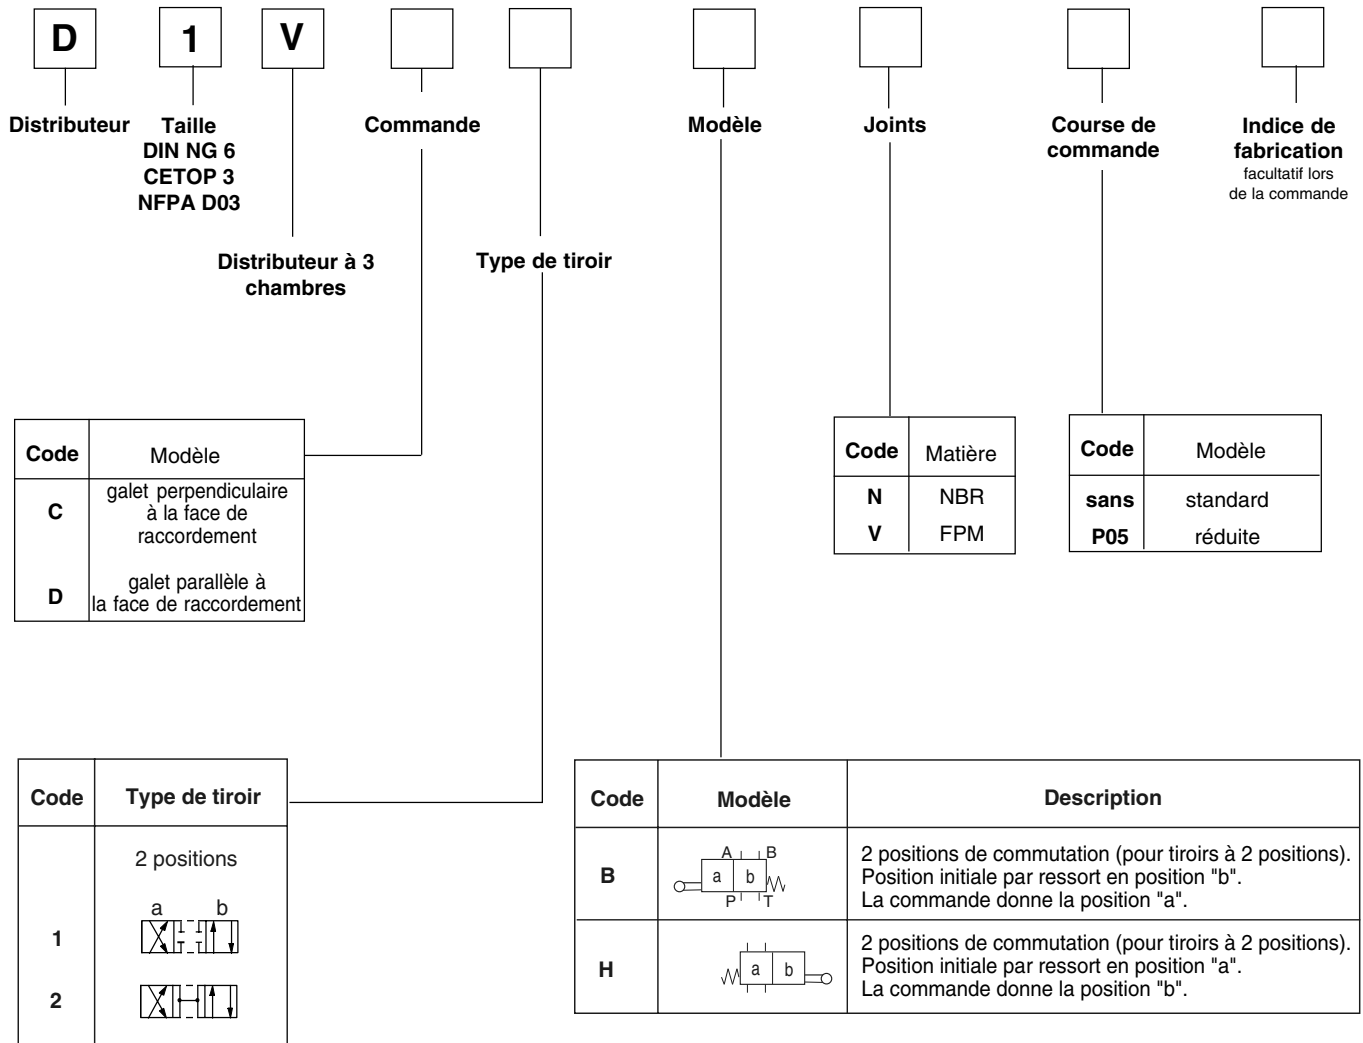 D 1 V
Distributeur
Taille
DIN NG 6
CETOP 3
NFPA D03
Distributeur à 3
chambres
Commande
Type de tiroir
Modèle
Joints
Course de
commande
Indice de
fabrication
facultatif lors
de la commande
Code Modèle
C galet perpendiculaire
à la face de
raccordement
D galet parallèle à
la face de raccordement
Code Matière
N NBR
V FPM
Code Modèle
sans standard
P05 réduite
Code Type de tiroir
2 positions
a b
1
2
Code Modèle Description
B
A B
a b
P T
2 positions de commutation (pour tiroirs à 2 positions).
Position initiale par ressort en position "b".
La commande donne la position "a".
H
a b
2 positions de commutation (pour tiroirs à 2 positions).
Position initiale par ressort en position "a".
La commande donne la position "b".